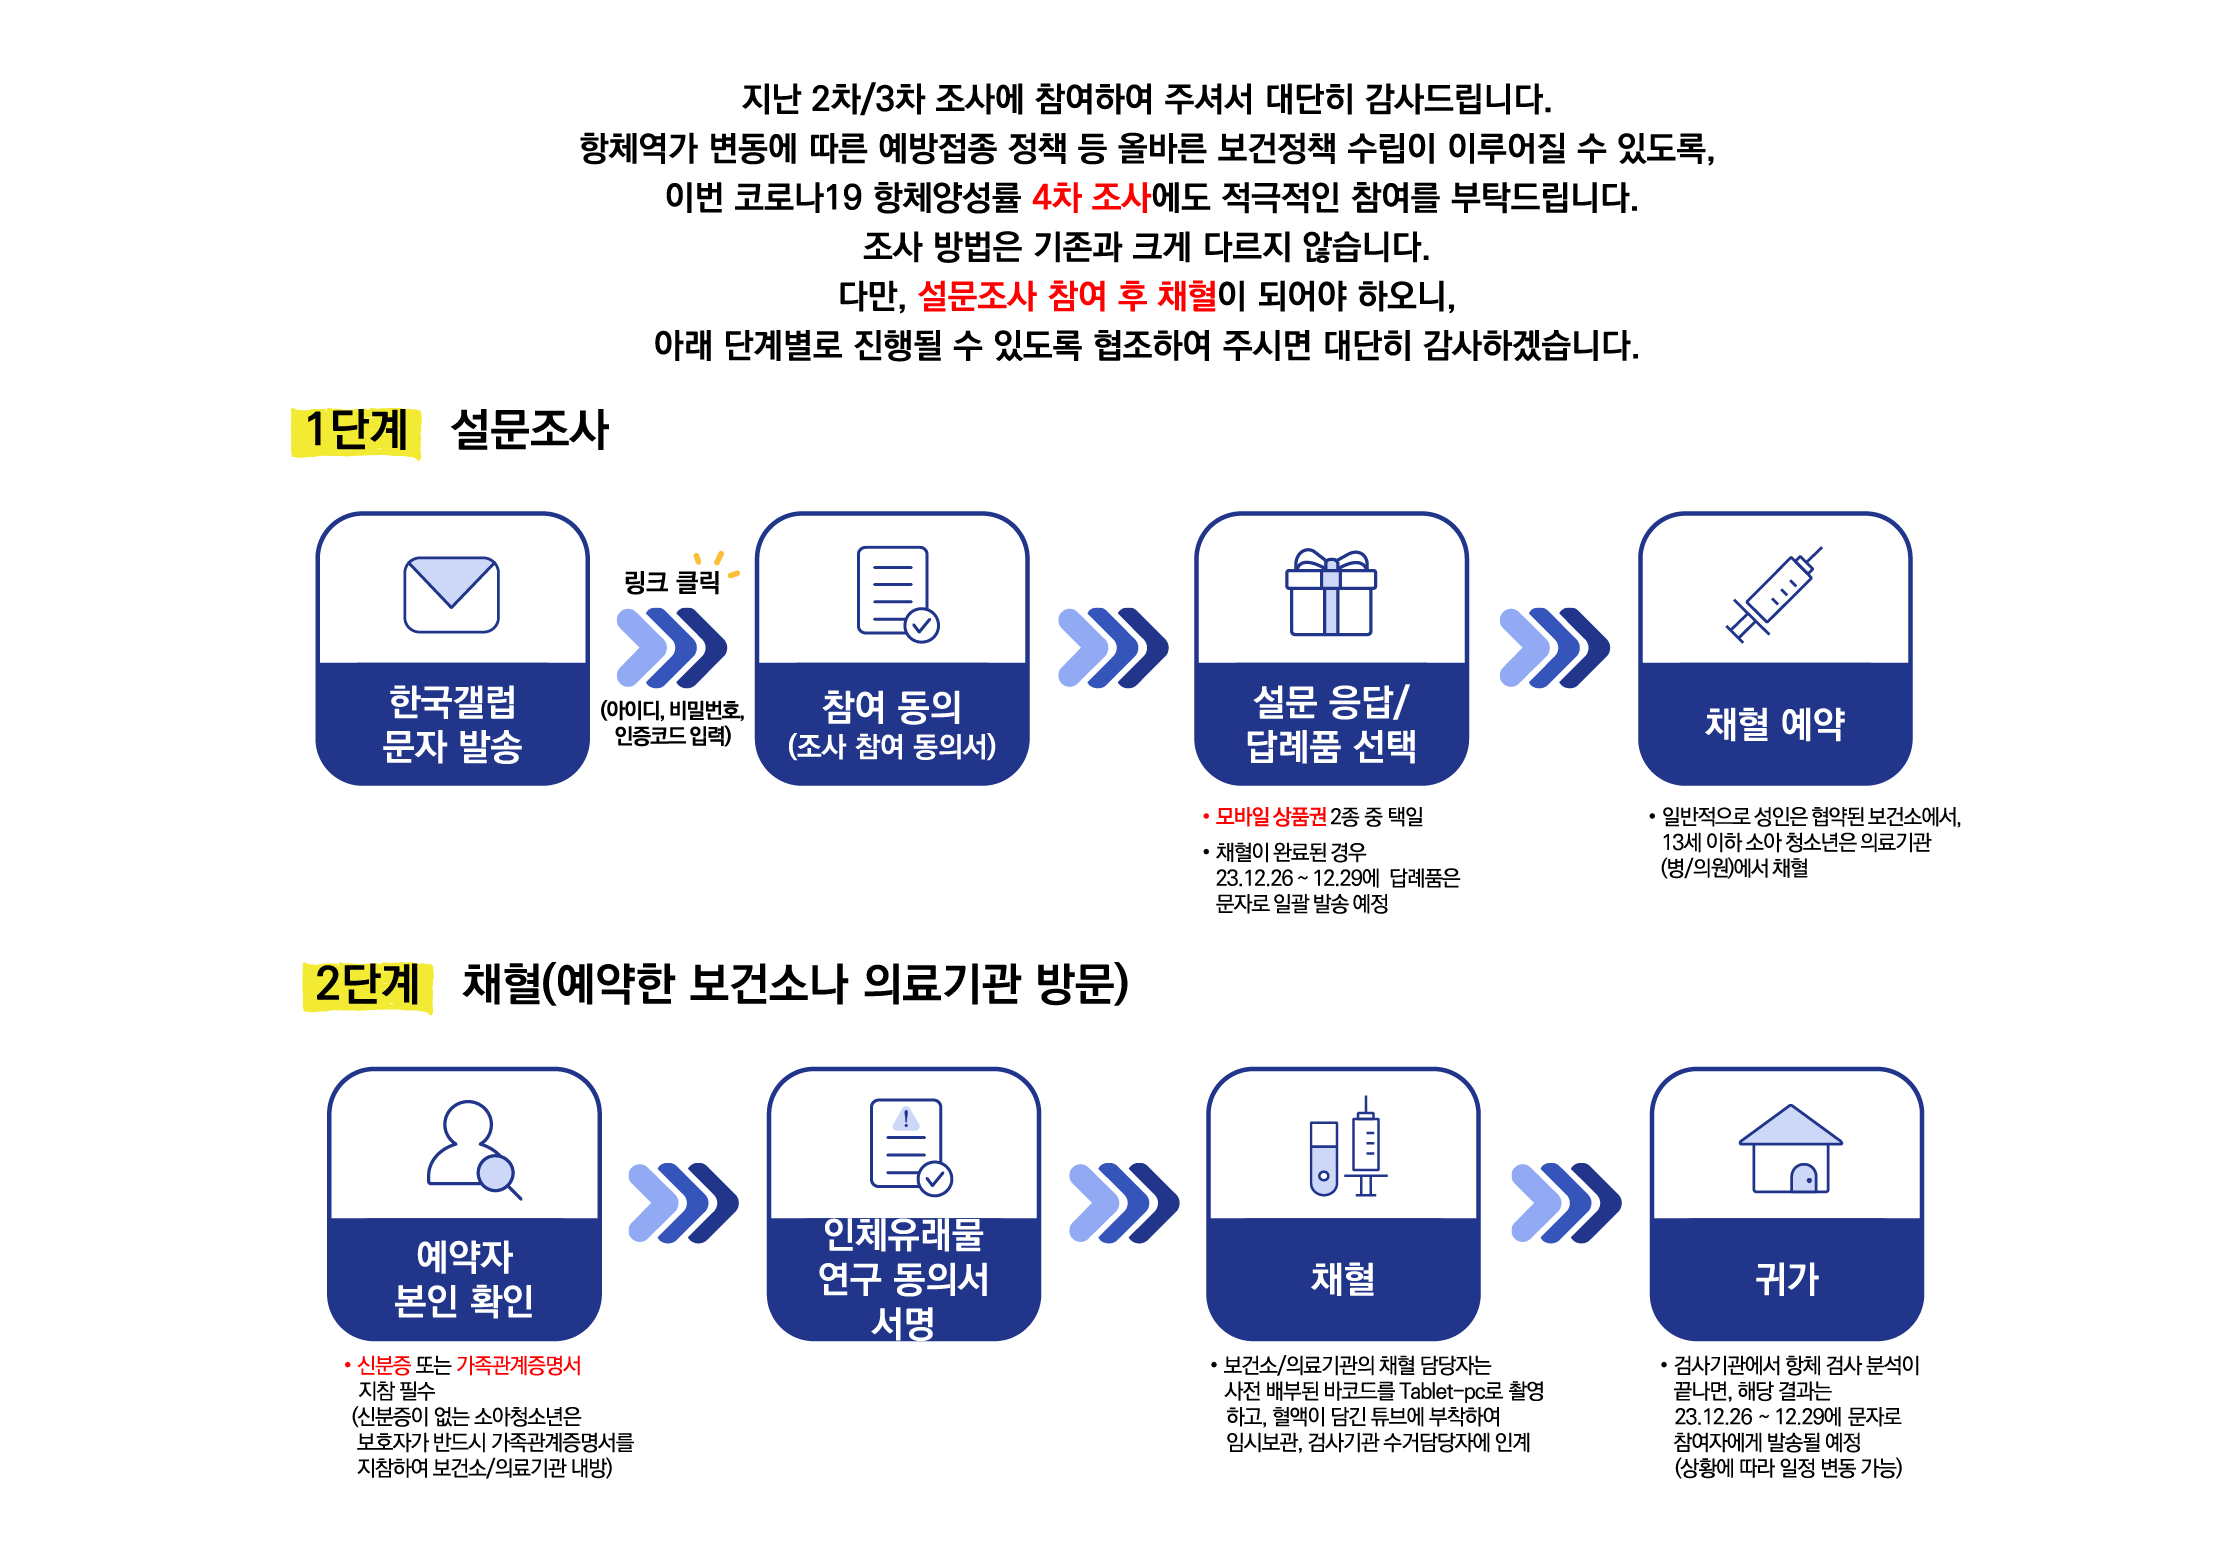 지난 2차/3차 조사에 참여하여 주셔서 대단히 감사드립니다.
항체역가 변동에 따른 예방접종 정책 등 올바른 보건정책 수립이 이루어질 수 있도록,
이번 코로나19 항체양성률 4차 조사에도 적극적인 참여를 부탁드립니다.
조사 방법은 기존과 크게 다르지 않습니다.
다만, 설문조사 참여 후 채혈이 되어야 하오니,
아래 단계별로 진행될 수 있도록 협조하여 주시면 대단히 감사하겠습니다.
1단계 설문조사
한국갤럽
문자 발송
링크 클릭
(아이디, 비밀번호,
인증코드 입력)
참여 동의
(조사 참여 동의서)
설문 응답/
답례품 선택
• 모바일 상품권 2종 중 택일
• 채혈이 완료된 경우
23.12.26 ~ 12.29에 답례품은
문자로 일괄 발송 예정
채혈 예약
• 일반적으로 성인은 협약된 보건소에서,
13세 이하 소아 청소년은 의료기관
(병/의원)에서 채혈
2단계 채혈(예약한 보건소나 의료기관 방문)
예약자
본인 확인
• 신분증 또는 가족관계증명서
지참 필수
(신분증이 없는 소아청소년은
보호자가 반드시 가족관계증명서를
지참하여 보건소/의료기관 내방)
인체유래물
연구 동의서
서명
채혈
• 보건소/의료기관의 채혈 담당자는
사전 배부된 바코드를 Tablet-pc로 촬영
하고, 혈액이 담긴 튜브에 부착하여
임시보관, 검사기관 수거담당자에 인계
귀가
• 검사기관에서 항체 검사 분석이
끝나면, 해당 결과는
23.12.26 ~ 12.29에 문자로
참여자에게 발송될 예정
(상황에 따라 일정 변동 가능)